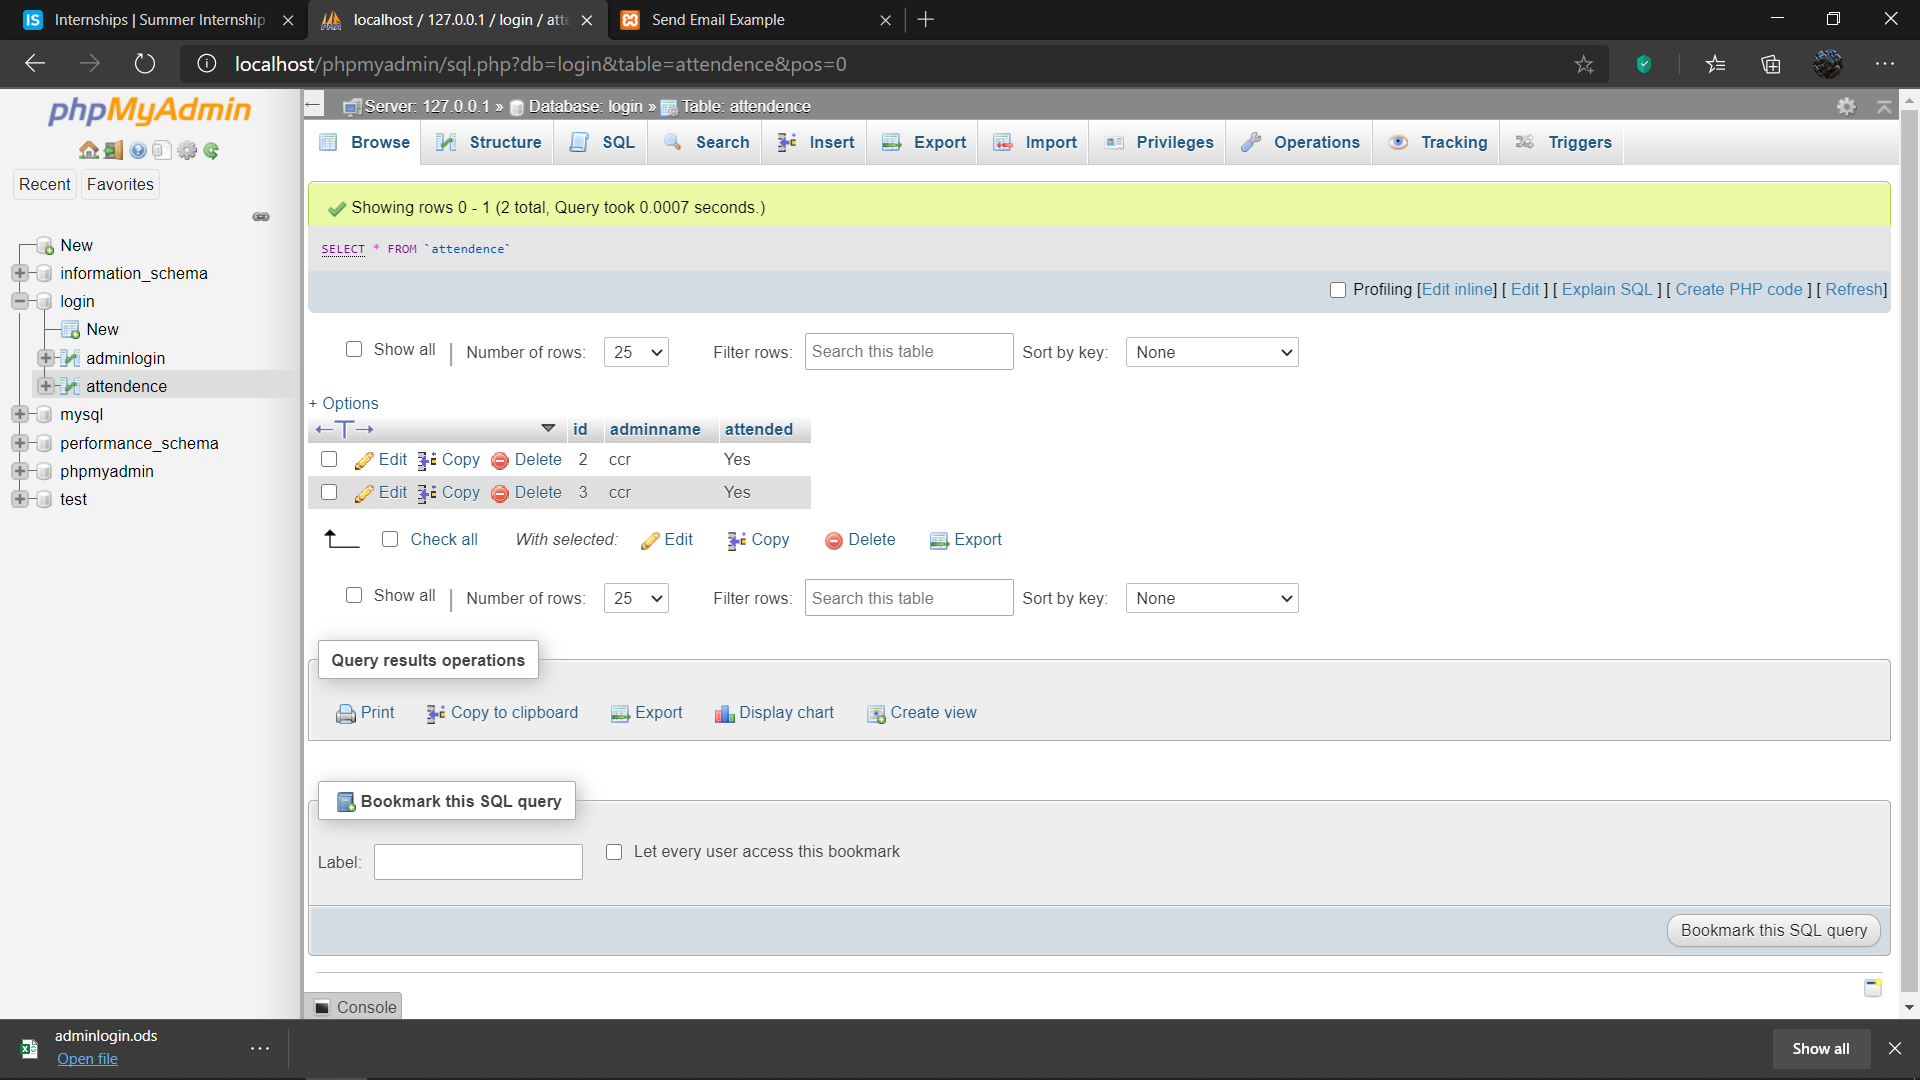 IS Internships | Summer Internship
localhost / 127.0.0.1 / login / atte
Send Email Example
localhost/phpmyadmin/sql.php?db=login&table=attendence&pos=0
phpMyAdmin
Recent
Favorites
New
information_schema
login
New
adminlogin
attendence
mysql
performance_schema
phpmyadmin
test
Server: 127.0.0.1 » Database: login » Table: attendence
Browse Structure SQL Search Insert Export Import Privileges Operations Tracking Triggers
Showing rows 0 - 1 (2 total, Query took 0.0007 seconds.)
SELECT * FROM `attendence`
Profiling [Edit inline] [ Edit ] [ Explain SQL ] [ Create PHP code ] [ Refresh]
Show all | Number of rows: 25 Filter rows: Search this table Sort by key: None
+ Options
←T→ id adminname attended
Edit Copy Delete 2 ccr Yes
Edit Copy Delete 3 ccr Yes
Check all With selected: Edit Copy Delete Export
Show all | Number of rows: 25 Filter rows: Search this table Sort by key: None
Query results operations
Print Copy to clipboard Export Display chart Create view
Bookmark this SQL query
Label: Let every user access this bookmark
Bookmark this SQL query
Console
adminlogin.ods
Open file
Show all